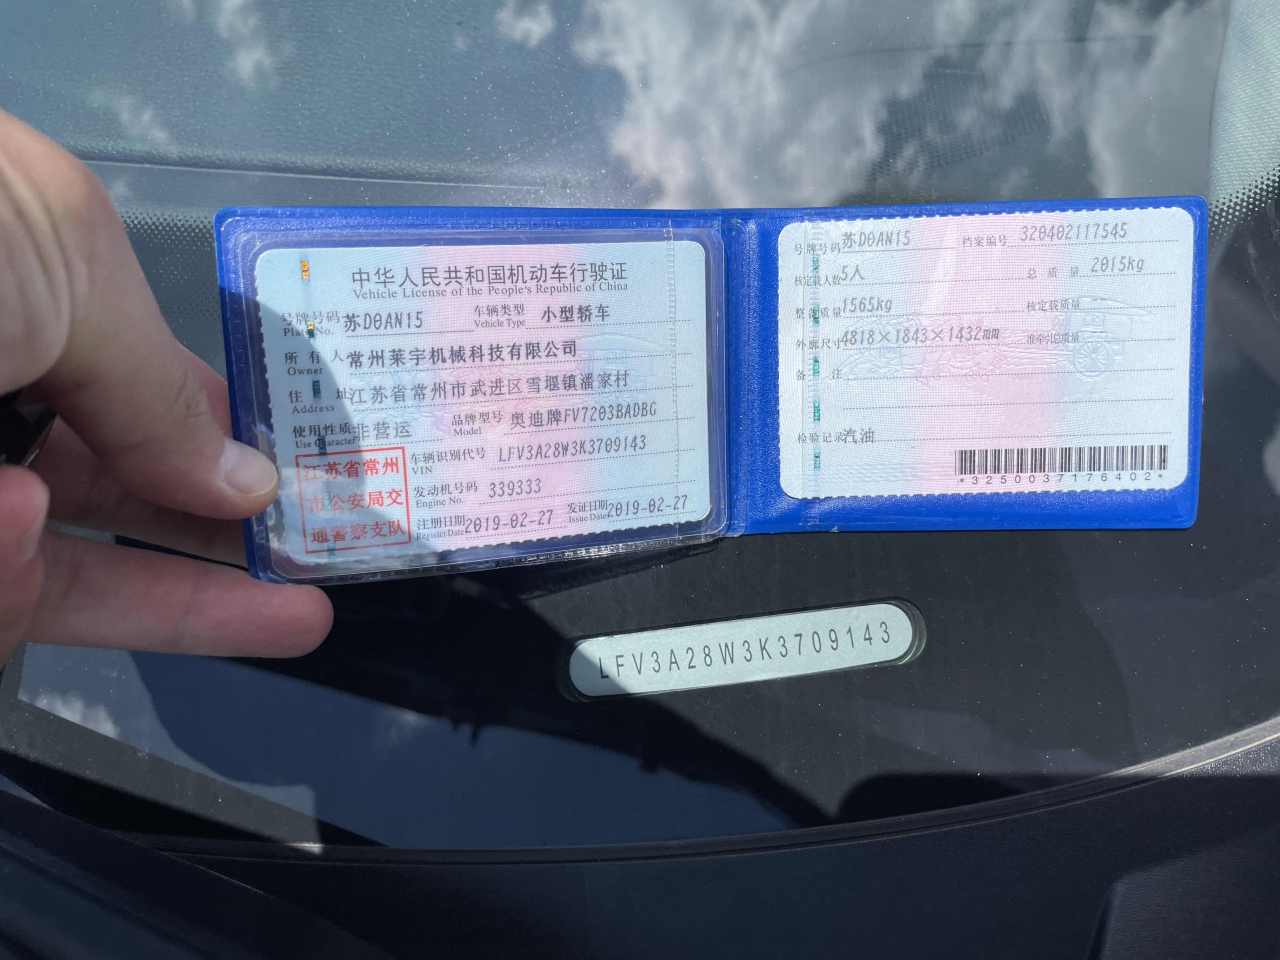 中华人民共和国机动车行驶证
Vehicle License of the People's Republic of China
号牌号码 苏D0AN15 车辆类型 小型轿车
Plate No. Vehicle Type
所有人 常州莱宇机械科技有限公司
Owner
住址 江苏省常州市武进区雪堰镇潘家村
Address
使用性质 非营运 品牌型号 奥迪牌FV7203BADBG
Use Character Model
江苏省常州
市公安局交
通警察支队
车辆识别代号 LFV3A28W3K3709143
VIN
发动机号码 339333
Engine No.
注册日期 2019-02-27 发证日期 2019-02-27
Register Date Issue Date
号牌号码 苏D0AN15 档案编号 320402117545
核定载人数 5人 总质量 2015kg
整备质量 1565kg 核定载质量
外廓尺寸 4818×1843×1432mm 准牵引总质量
备注
检验记录 汽油
*3250037176402*
LFV3A28W3K3709143